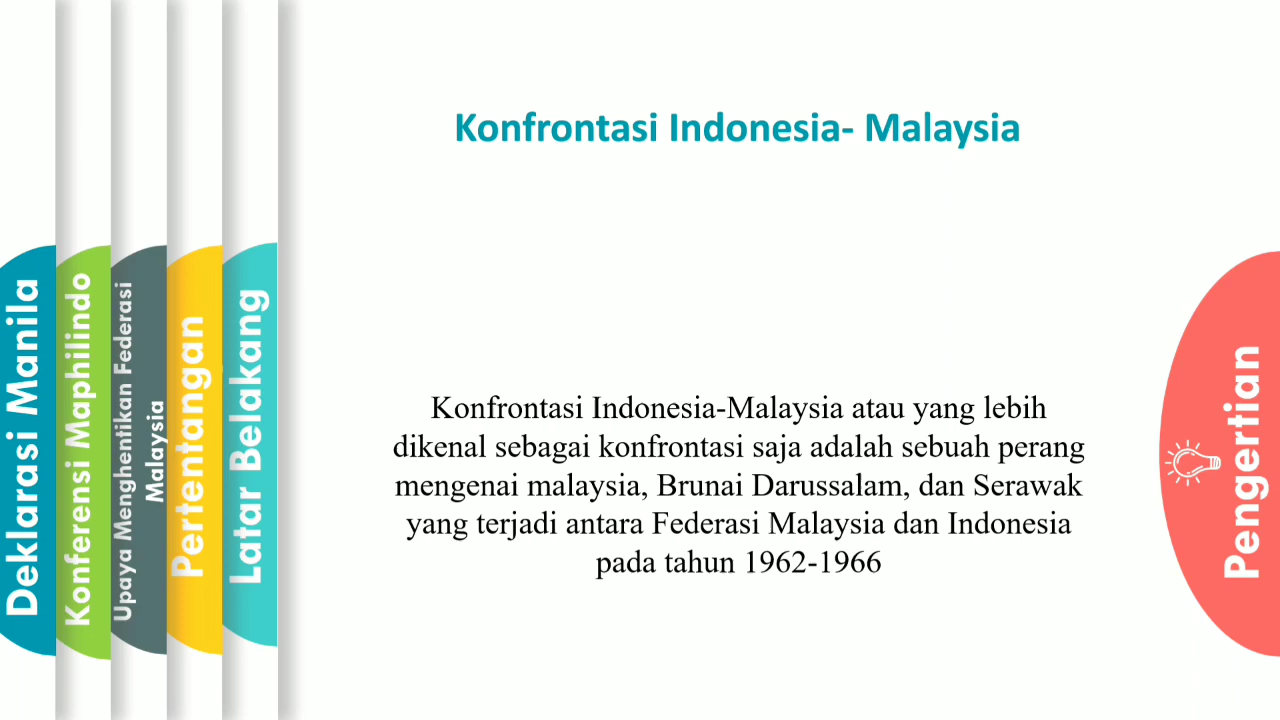 Deklarasi Manila
Konferensi Maphilindo
Upaya Menghentikan Federasi
Malaysia
Pertentangan
Latar Belakang
Konfrontasi Indonesia- Malaysia
Konfrontasi Indonesia-Malaysia atau yang lebih
dikenal sebagai konfrontasi saja adalah sebuah perang
mengenai malaysia, Brunai Darussalam, dan Serawak
yang terjadi antara Federasi Malaysia dan Indonesia
pada tahun 1962-1966
Pengertian